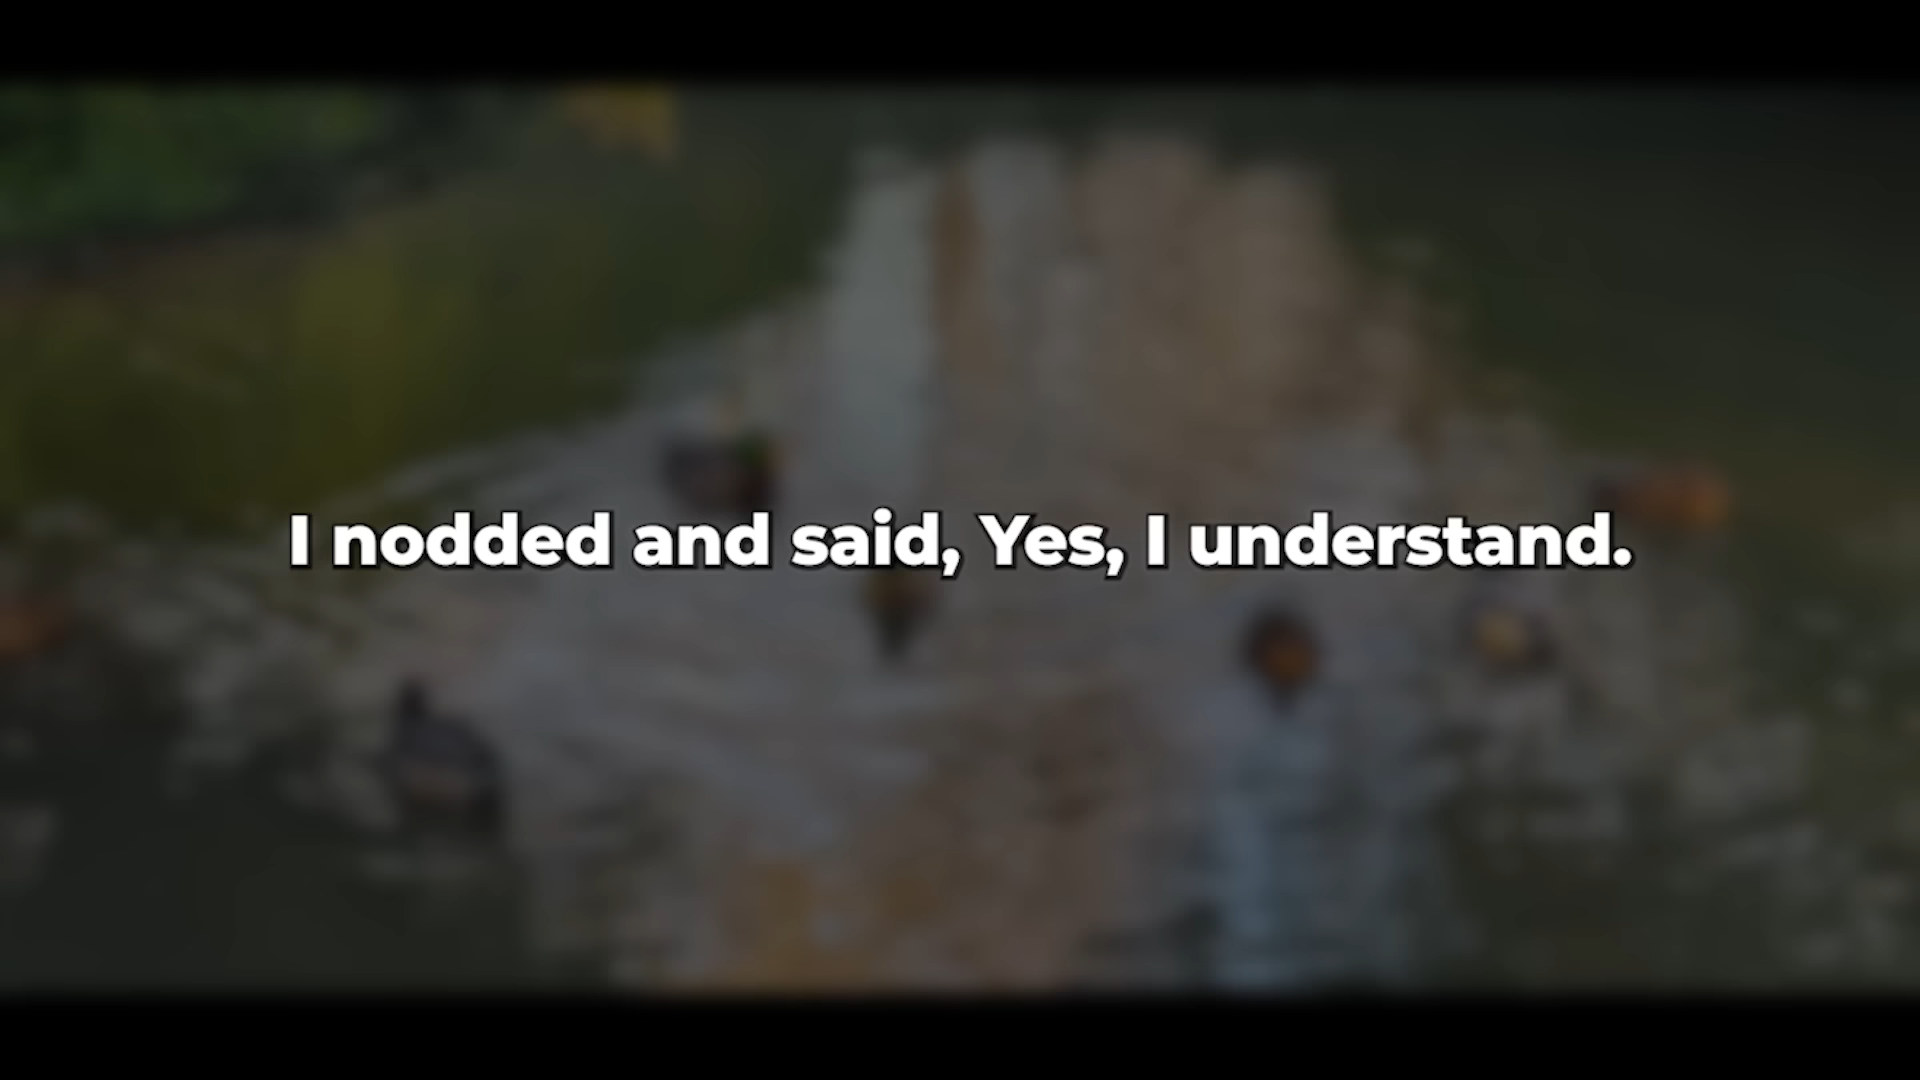 I nodded and said, Yes, I understand.